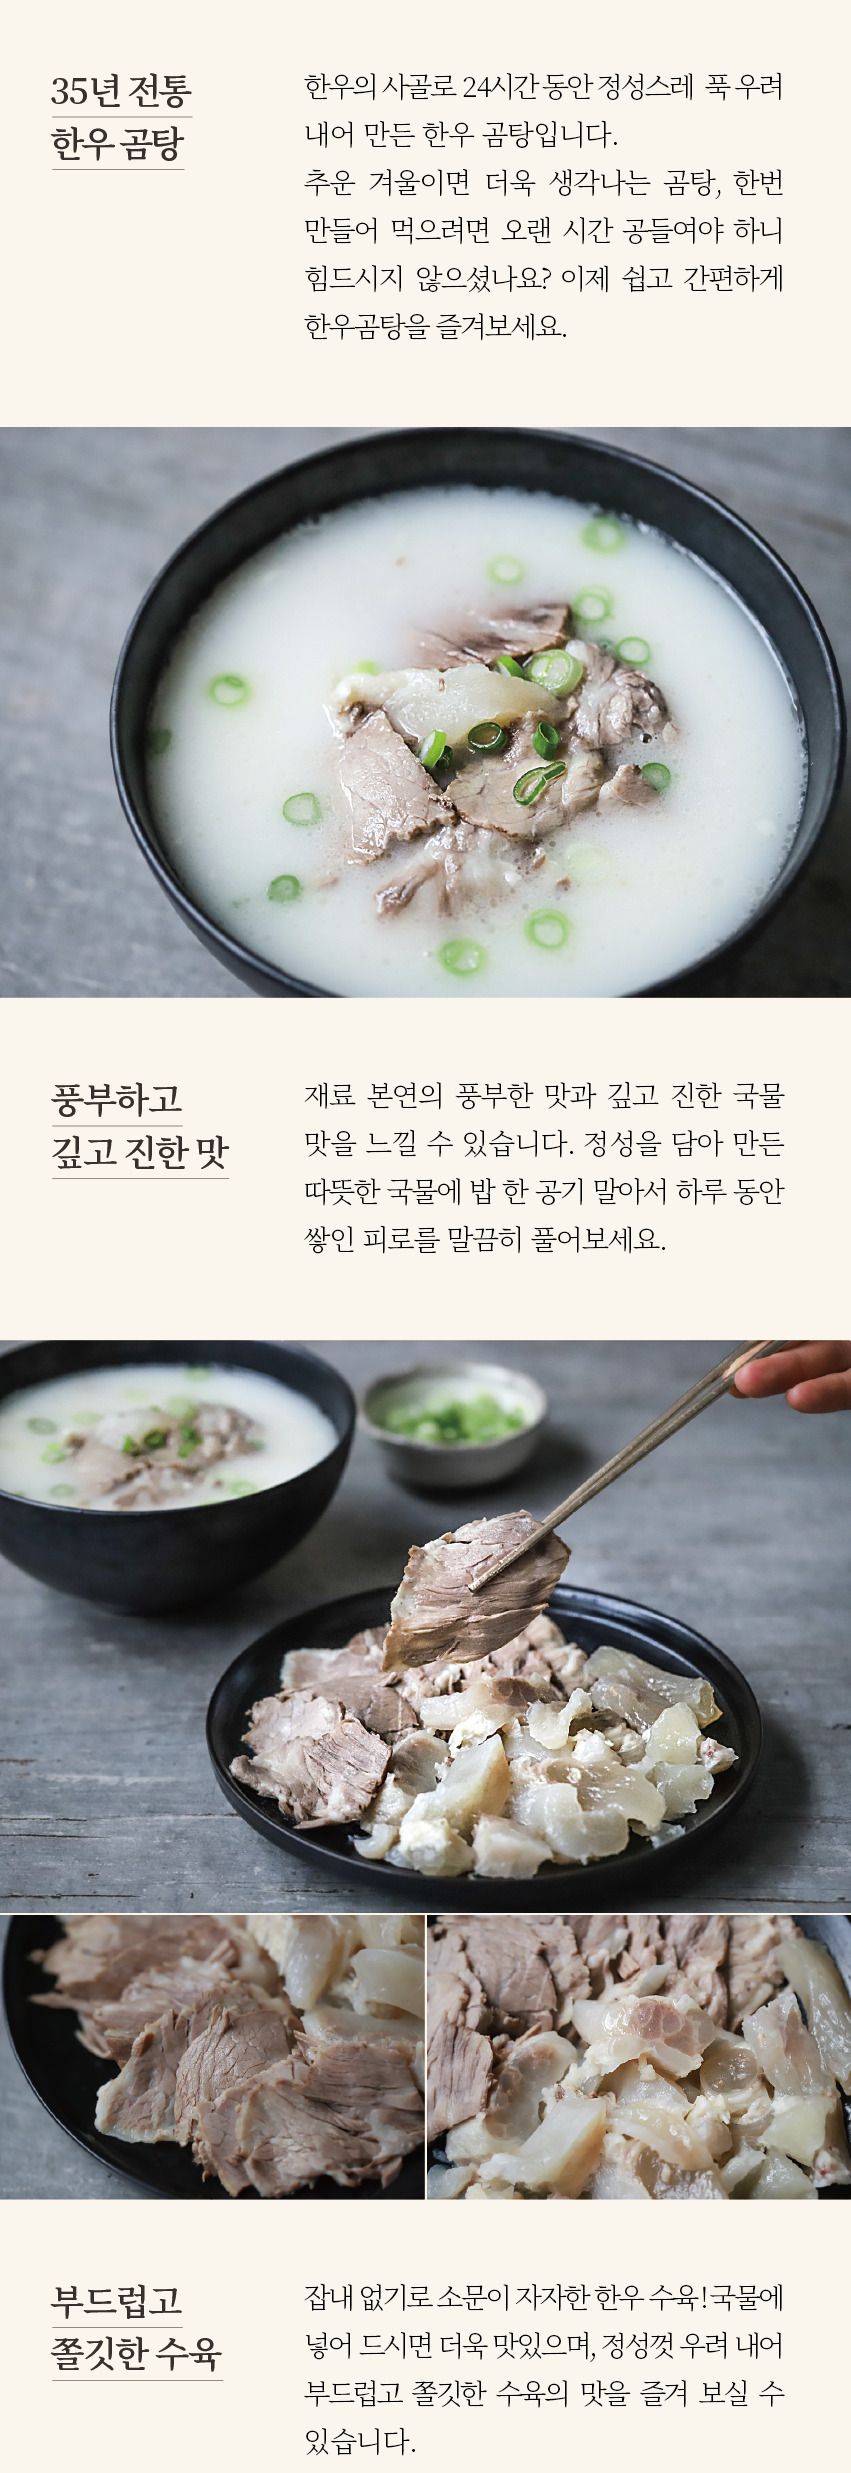 35년 전통
한우 곰탕
한우의 사골로 24시간 동안 정성스레 푹 우려
내어 만든 한우 곰탕입니다.
추운 겨울이면 더욱 생각나는 곰탕, 한번
만들어 먹으려면 오랜 시간 공들여야 하니
힘드시지 않으셨나요? 이제 쉽고 간편하게
한우곰탕을 즐겨보세요.
풍부하고
깊고 진한 맛
재료 본연의 풍부한 맛과 깊고 진한 국물
맛을 느낄 수 있습니다. 정성을 담아 만든
따뜻한 국물에 밥 한 공기 말아서 하루 동안
쌓인 피로를 말끔히 풀어보세요.
부드럽고
쫄깃한 수육
잡내 없기로 소문이 자자한 한우 수육! 국물에
넣어 드시면 더욱 맛있으며, 정성껏 우려 내어
부드럽고 쫄깃한 수육의 맛을 즐겨 보실 수
있습니다.